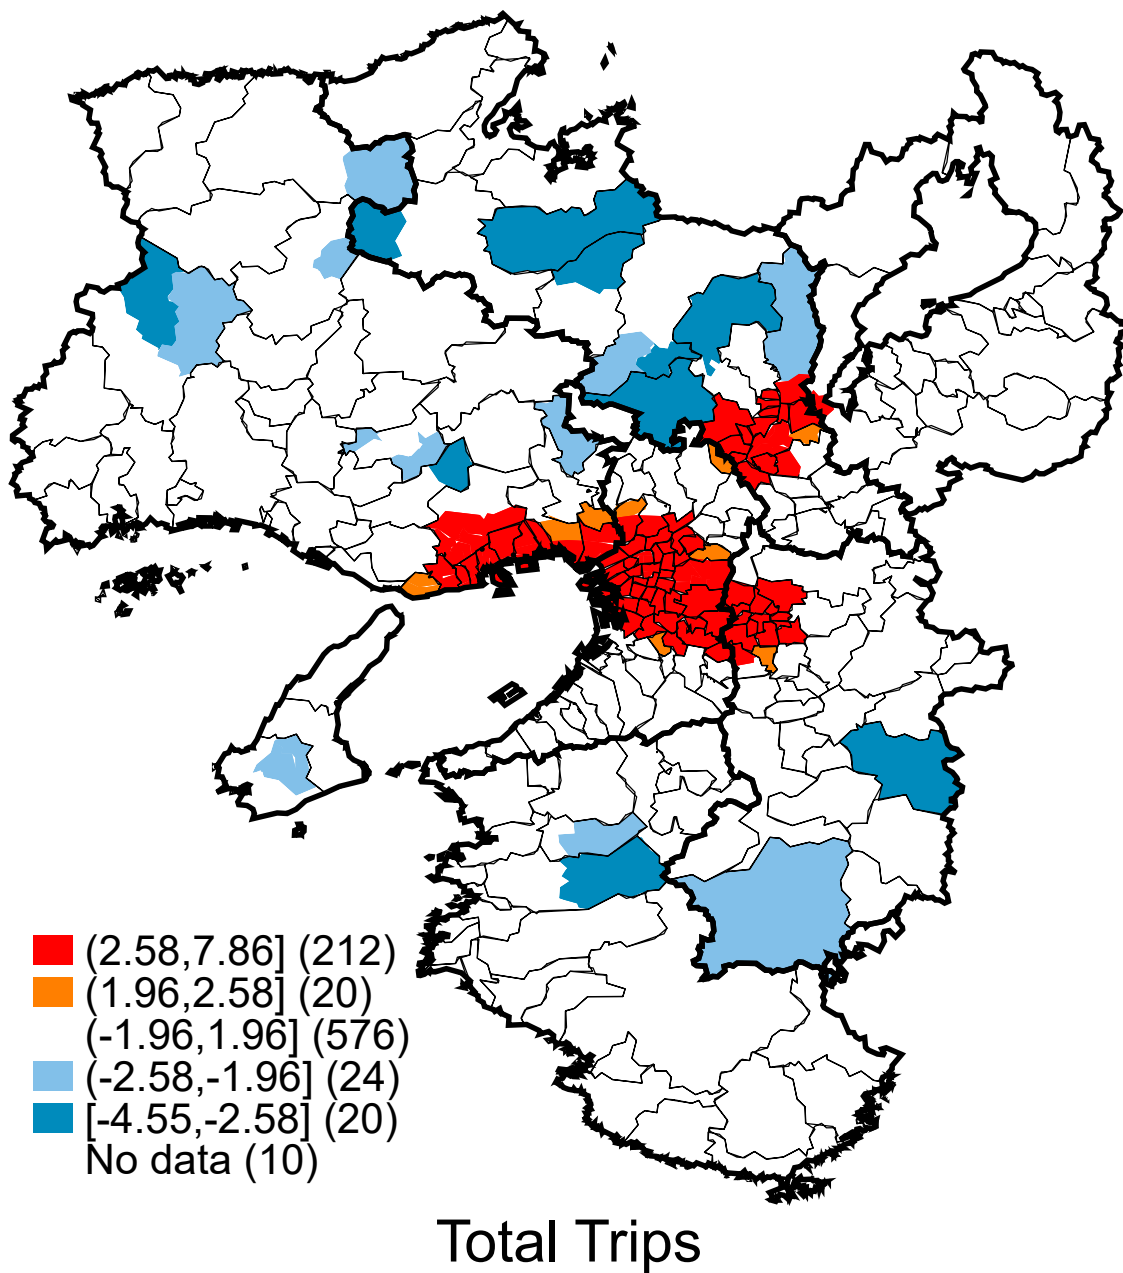 (2.58,7.86] (212)
(1.96,2.58] (20)
(-1.96,1.96] (576)
(-2.58,-1.96] (24)
[-4.55,-2.58] (20)
No data (10)
Total Trips